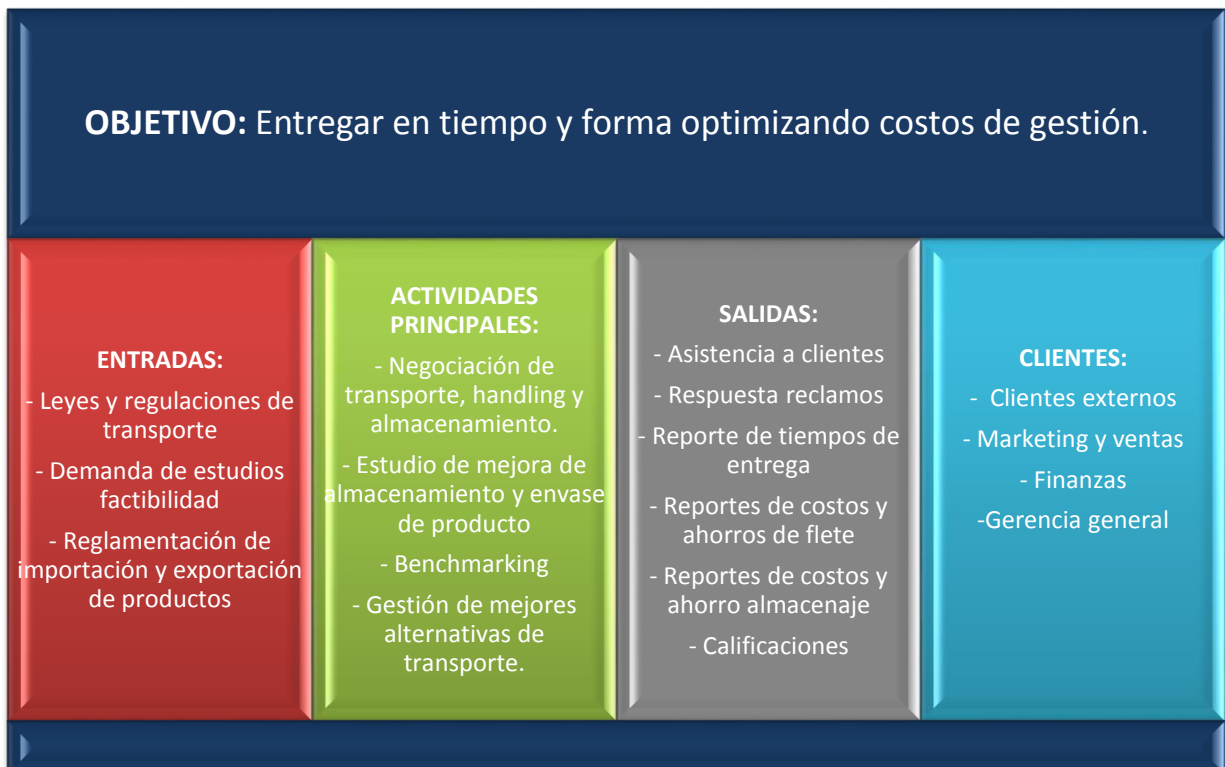 OBJETIVO: Entregar en tiempo y forma optimizando costos de gestión.
ENTRADAS:
- Leyes y regulaciones de
transporte
- Demanda de estudios
factibilidad
- Reglamentación de
importación y exportación
de productos
ACTIVIDADES
PRINCIPALES:
- Negociación de
transporte, handling y
almacenamiento.
- Estudio de mejora de
almacenamiento y envase
de producto
- Benchmarking
- Gestión de mejores
alternativas de
transporte.
SALIDAS:
- Asistencia a clientes
- Respuesta reclamos
- Reporte de tiempos de
entrega
- Reportes de costos y
ahorros de flete
- Reportes de costos y
ahorro almacenaje
- Calificaciones
CLIENTES:
- Clientes externos
- Marketing y ventas
- Finanzas
-Gerencia general